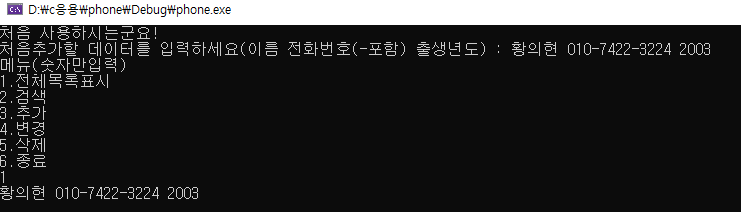 D:₩c응용₩phone₩Debug₩phone.exe
처음 사용하시는군요!
처음추가할 데이터를 입력하세요(이름 전화번호(-포함) 출생년도) : 황의현 010-7422-3224 2003
메뉴(숫자만입력)
1.전체목록표시
2.검색
3.추가
4.변경
5.삭제
6.종료
1
황의현 010-7422-3224 2003